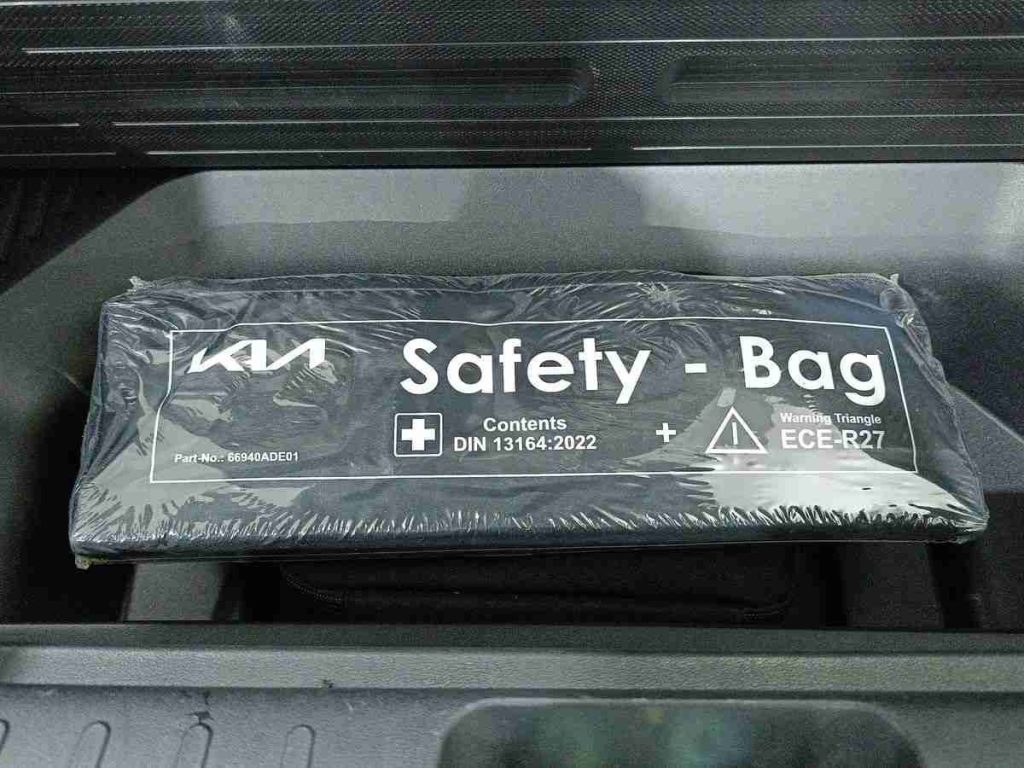 KIA
Safety - Bag
Contents
DIN 13164:2022
+
Warning Triangle
ECE-R27
Part-No.: 66940ADE01